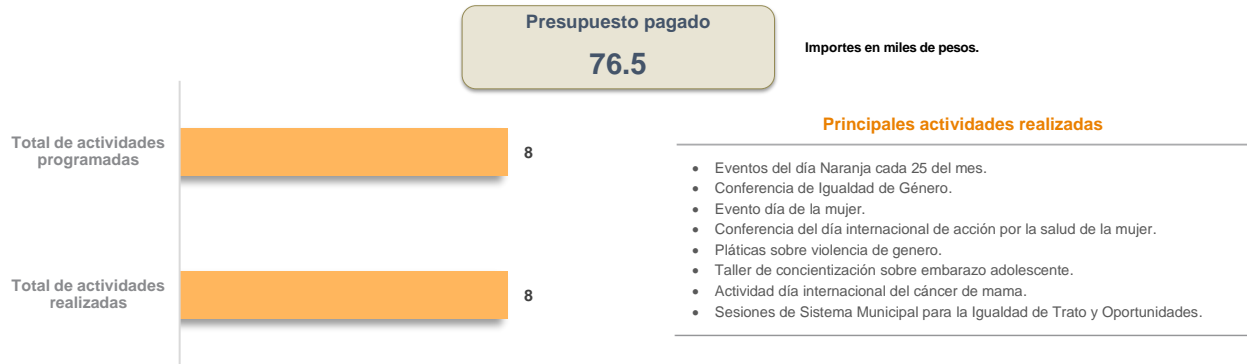 Presupuesto pagado
76.5
Importes en miles de pesos.
Total de actividades
programadas
8
Total de actividades
realizadas
8
Principales actividades realizadas
• Eventos del día Naranja cada 25 del mes.
• Conferencia de Igualdad de Género.
• Evento día de la mujer.
• Conferencia del día internacional de acción por la salud de la mujer.
• Pláticas sobre violencia de genero.
• Taller de concientización sobre embarazo adolescente.
• Actividad día internacional del cáncer de mama.
• Sesiones de Sistema Municipal para la Igualdad de Trato y Oportunidades.